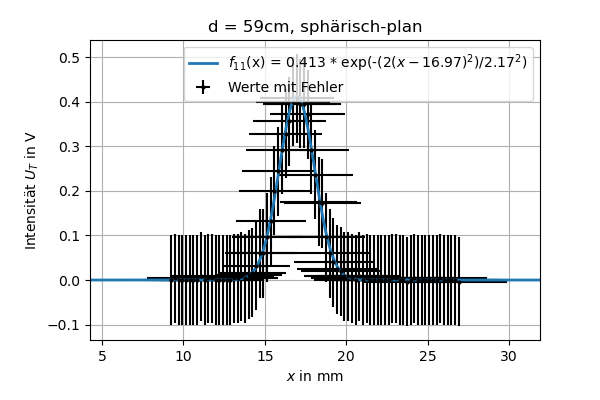 d = 59cm, sphärisch-plan
f₁₁(x) = 0.413 * exp(-(2(x − 16.97)²)/2.17²)
Werte mit Fehler
Intensität U_T in V
0.5
0.4
0.3
0.2
0.1
0.0
−0.1
5 10 15 20 25 30
x in mm